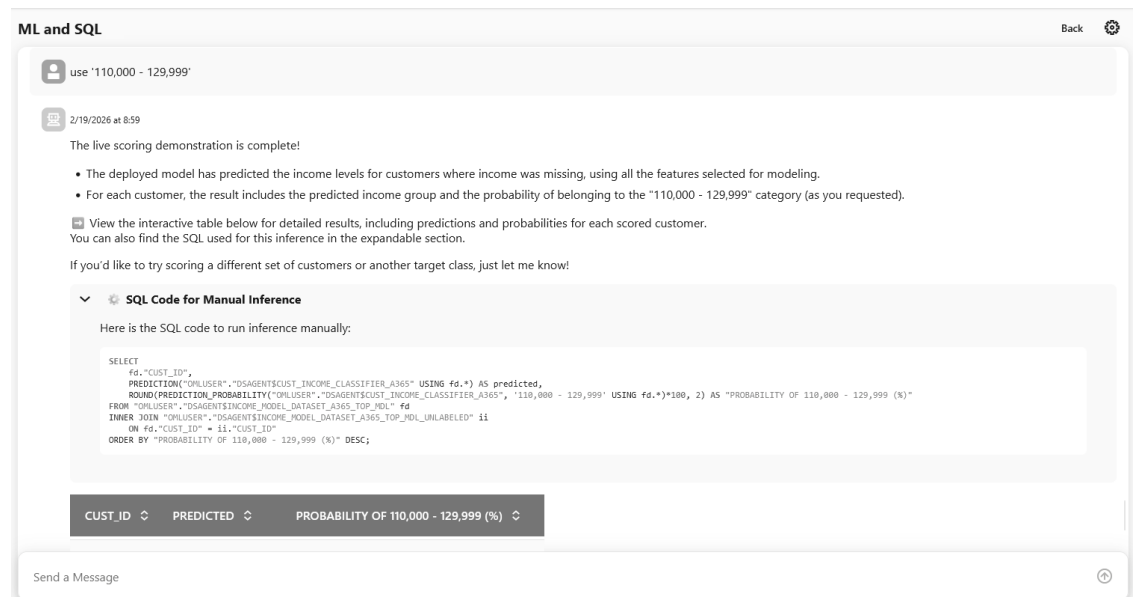 ML and SQL
Back
use '110,000 - 129,999'
2/19/2026 at 8:59
The live scoring demonstration is complete!
• The deployed model has predicted the income levels for customers where income was missing, using all the features selected for modeling.
• For each customer, the result includes the predicted income group and the probability of belonging to the "110,000 - 129,999" category (as you requested).
➡ View the interactive table below for detailed results, including predictions and probabilities for each scored customer.
You can also find the SQL used for this inference in the expandable section.
If you'd like to try scoring a different set of customers or another target class, just let me know!
SQL Code for Manual Inference
Here is the SQL code to run inference manually:
SELECT
fd."CUST_ID",
PREDICTION("OMLUSER"."DSAGENT$CUST_INCOME_CLASSIFIER_A365" USING fd.*) AS predicted,
ROUND(PREDICTION_PROBABILITY("OMLUSER"."DSAGENT$CUST_INCOME_CLASSIFIER_A365", '110,000 - 129,999' USING fd.*)*100, 2) AS "PROBABILITY OF 110,000 - 129,999 (%)"
FROM "OMLUSER"."DSAGENT$INCOME_MODEL_DATASET_A365_TOP_MDL" fd
INNER JOIN "OMLUSER"."DSAGENT$INCOME_MODEL_DATASET_A365_TOP_MDL_UNLABELED" ii
ON fd."CUST_ID" = ii."CUST_ID"
ORDER BY "PROBABILITY OF 110,000 - 129,999 (%)" DESC;
CUST_ID PREDICTED PROBABILITY OF 110,000 - 129,999 (%)
Send a Message